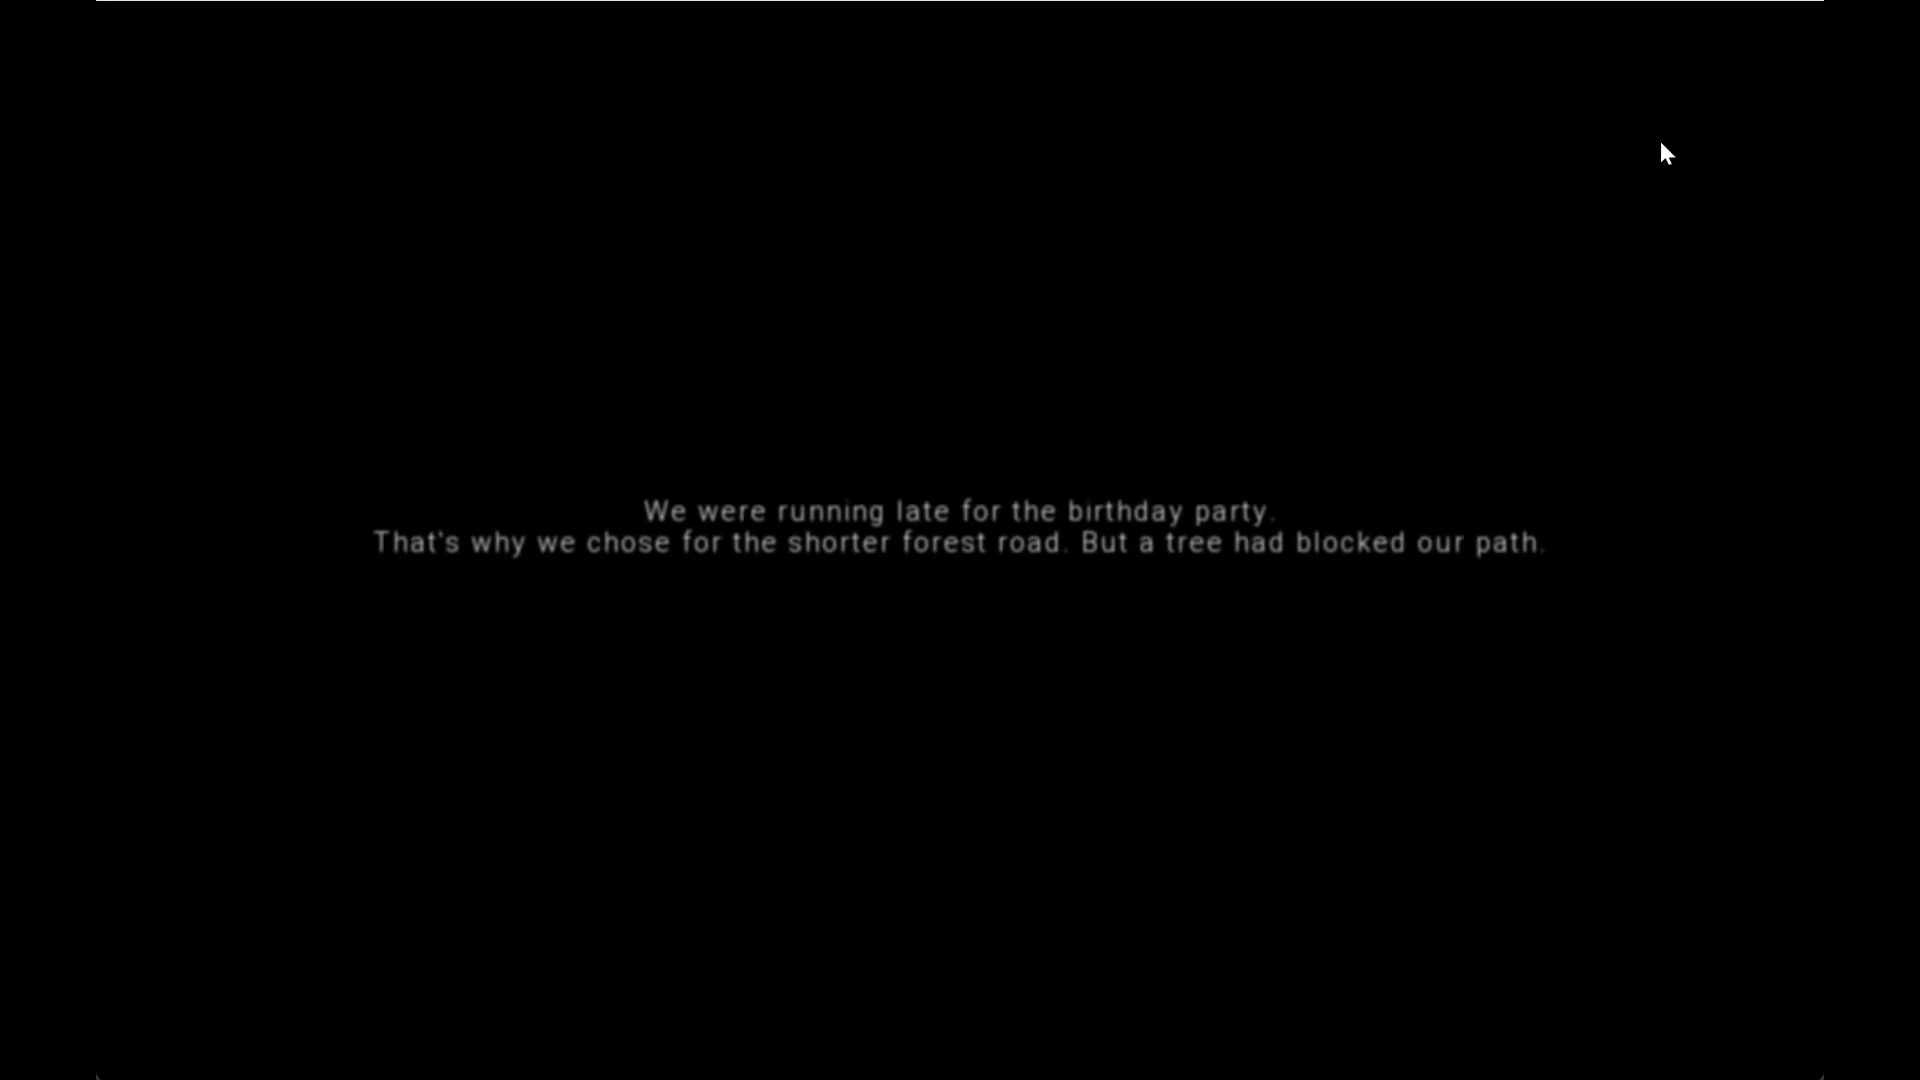 We were running late for the birthday party.
That's why we chose for the shorter forest road. But a tree had blocked our path.